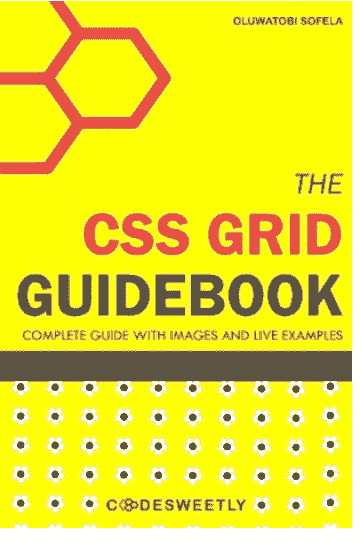 OLUWATOBI SOFELA
THE
CSS GRID
GUIDEBOOK
COMPLETE GUIDE WITH IMAGES AND LIVE EXAMPLES
CODESWEETLY